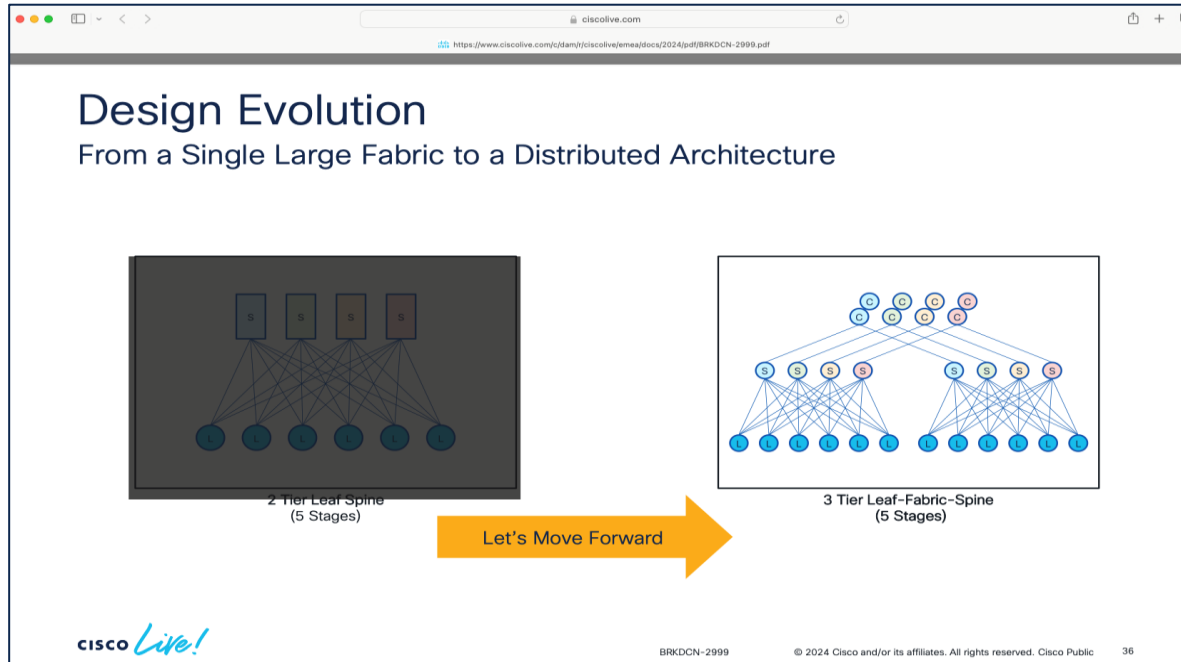 ciscolive.com
https://www.ciscolive.com/c/dam/r/ciscolive/emea/docs/2024/pdf/BRKDCN-2999.pdf
Design Evolution
From a Single Large Fabric to a Distributed Architecture
S S S S
L L L L L L
2 Tier Leaf Spine
(5 Stages)
C C C C
C C C C
S S S S S S S S
L L L L L L L L L L L L
3 Tier Leaf-Fabric-Spine
(5 Stages)
Let's Move Forward
CISCO Live!
BRKDCN-2999
© 2024 Cisco and/or its affiliates. All rights reserved. Cisco Public
36